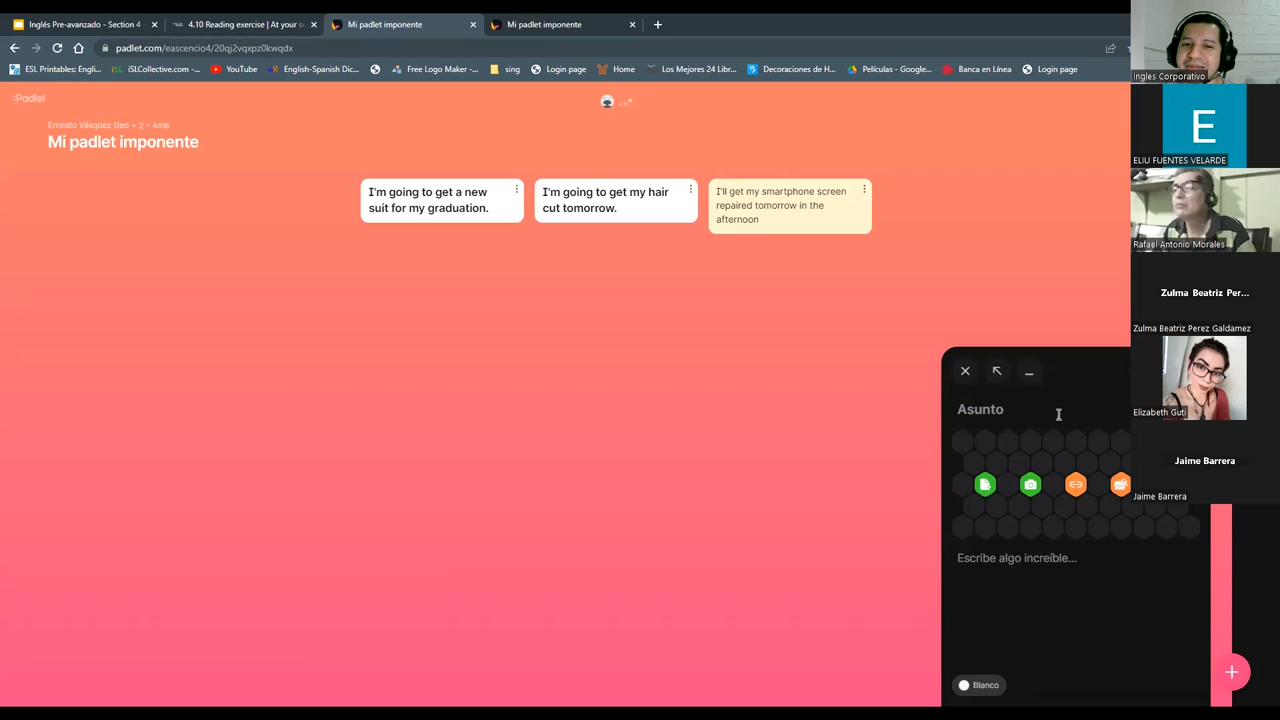 Inglés Pre-avanzado - Section 4
4.10 Reading exercise | At your s
Mi padlet imponente
Mi padlet imponente
padlet.com/eascencio4/20qj2vqxpz0kwqdx
ESL Printables: Engli...
iSLCollective.com -...
YouTube
English-Spanish Dic...
Free Logo Maker -...
sing
Login page
Home
Los Mejores 24 Libr...
Decoraciones de H...
Películas - Google...
Banca en Línea
Login page
:Padlet
Ernesto Vásquez Geo + 2 • 4me
Mi padlet imponente
I'm going to get a new
suit for my graduation.
I'm going to get my hair
cut tomorrow.
I'll get my smartphone screen
repaired tomorrow in the
afternoon
Asunto
Escribe algo increíble...
Blanco
Ingles Corporativo
E
ELIU FUENTES VELARDE
Rafael Antonio Morales
Zulma Beatriz Per...
Zulma Beatriz Perez Galdamez
Elizabeth Guti
Jaime Barrera
Jaime Barrera